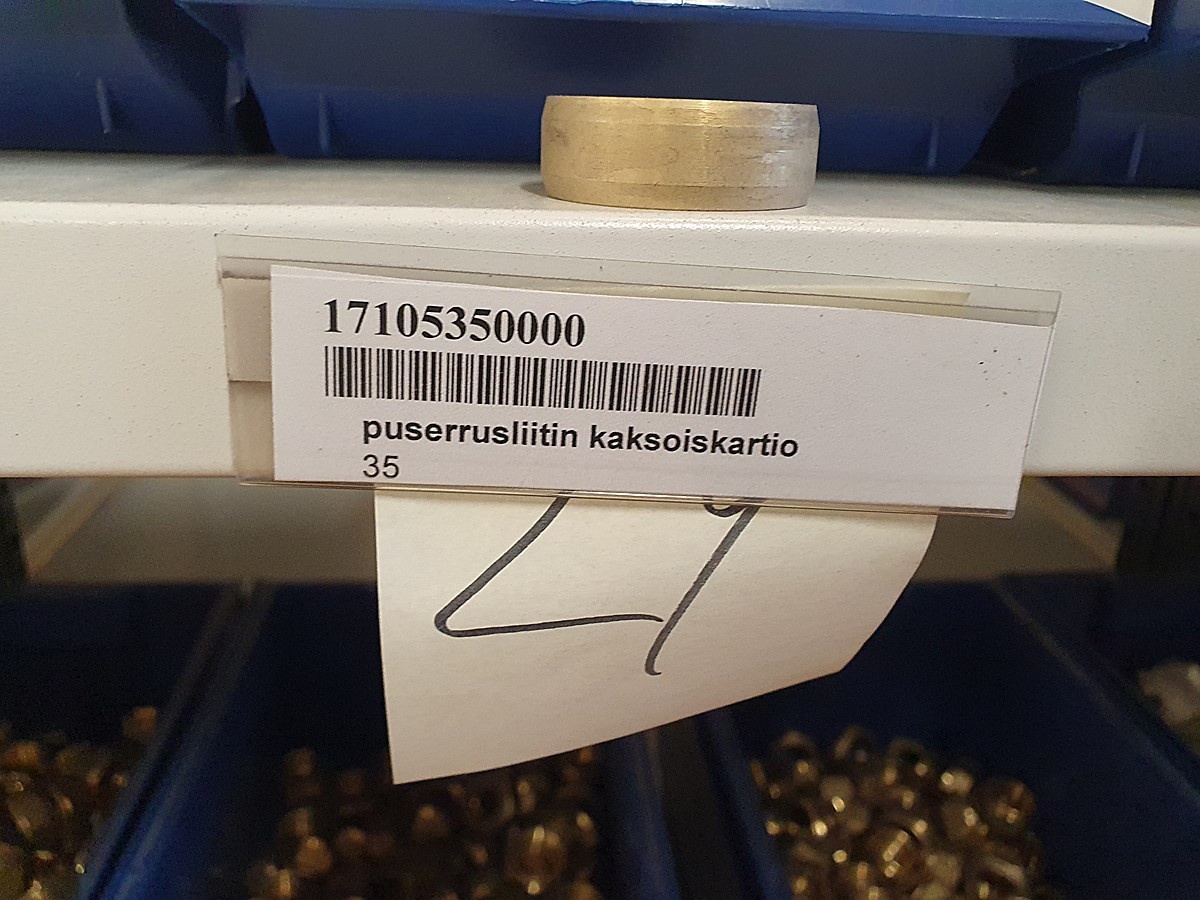 17105350000
puserrusliitin kaksoiskartio
35